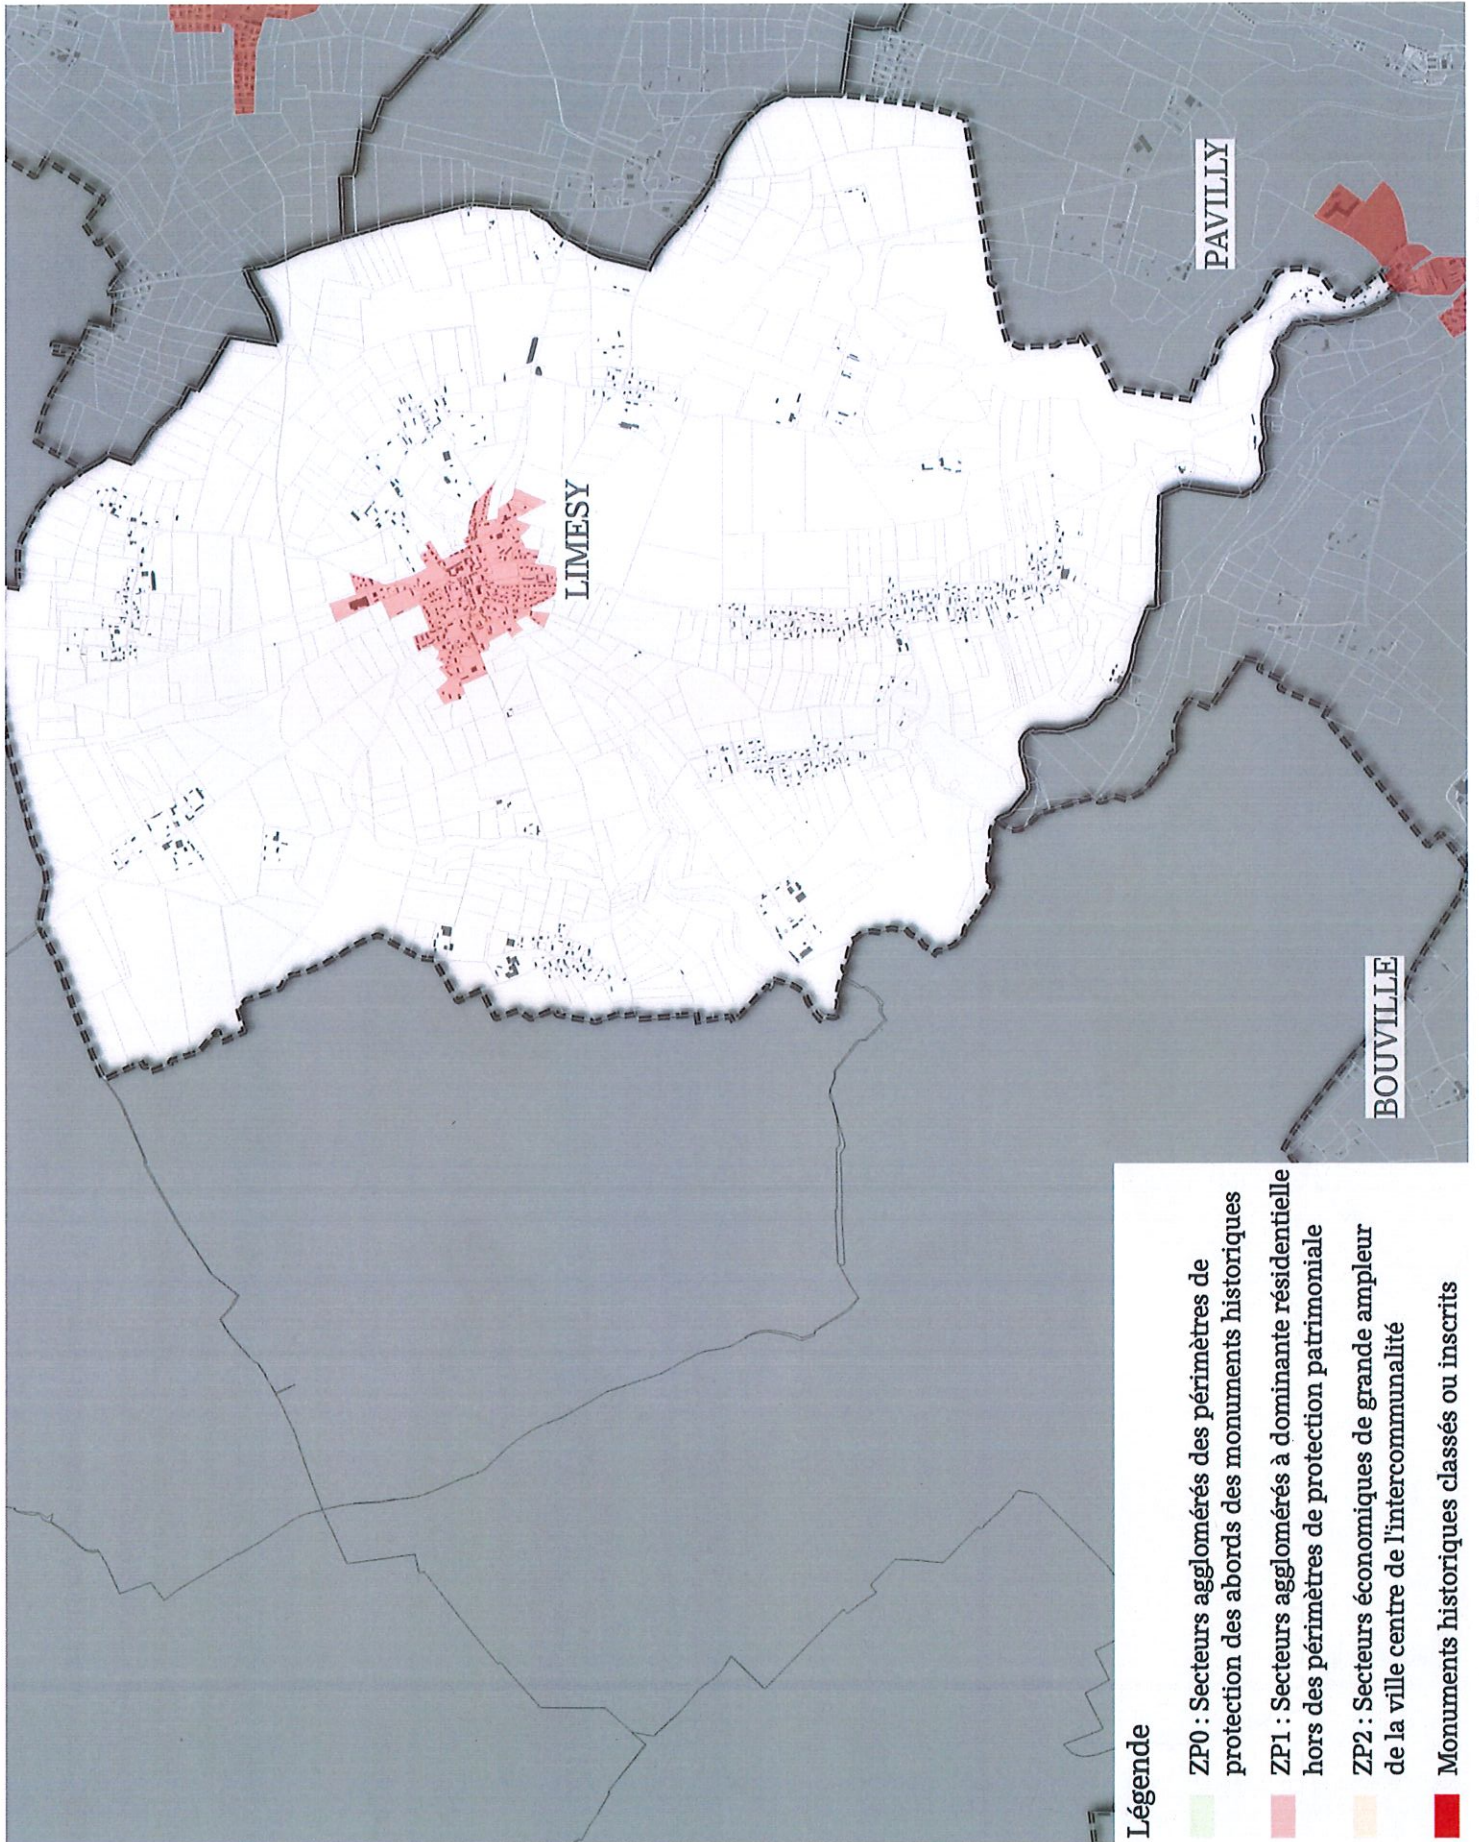 LIMESY
PAVILLY
BOUVILLE
Légende
ZP0 : Secteurs agglomérés des périmètres de
protection des abords des monuments historiques
ZP1 : Secteurs agglomérés à dominante résidentielle
hors des périmètres de protection patrimoniale
ZP2 : Secteurs économiques de grande ampleur
de la ville centre de l'intercommunalité
Monuments historiques classés ou inscrits